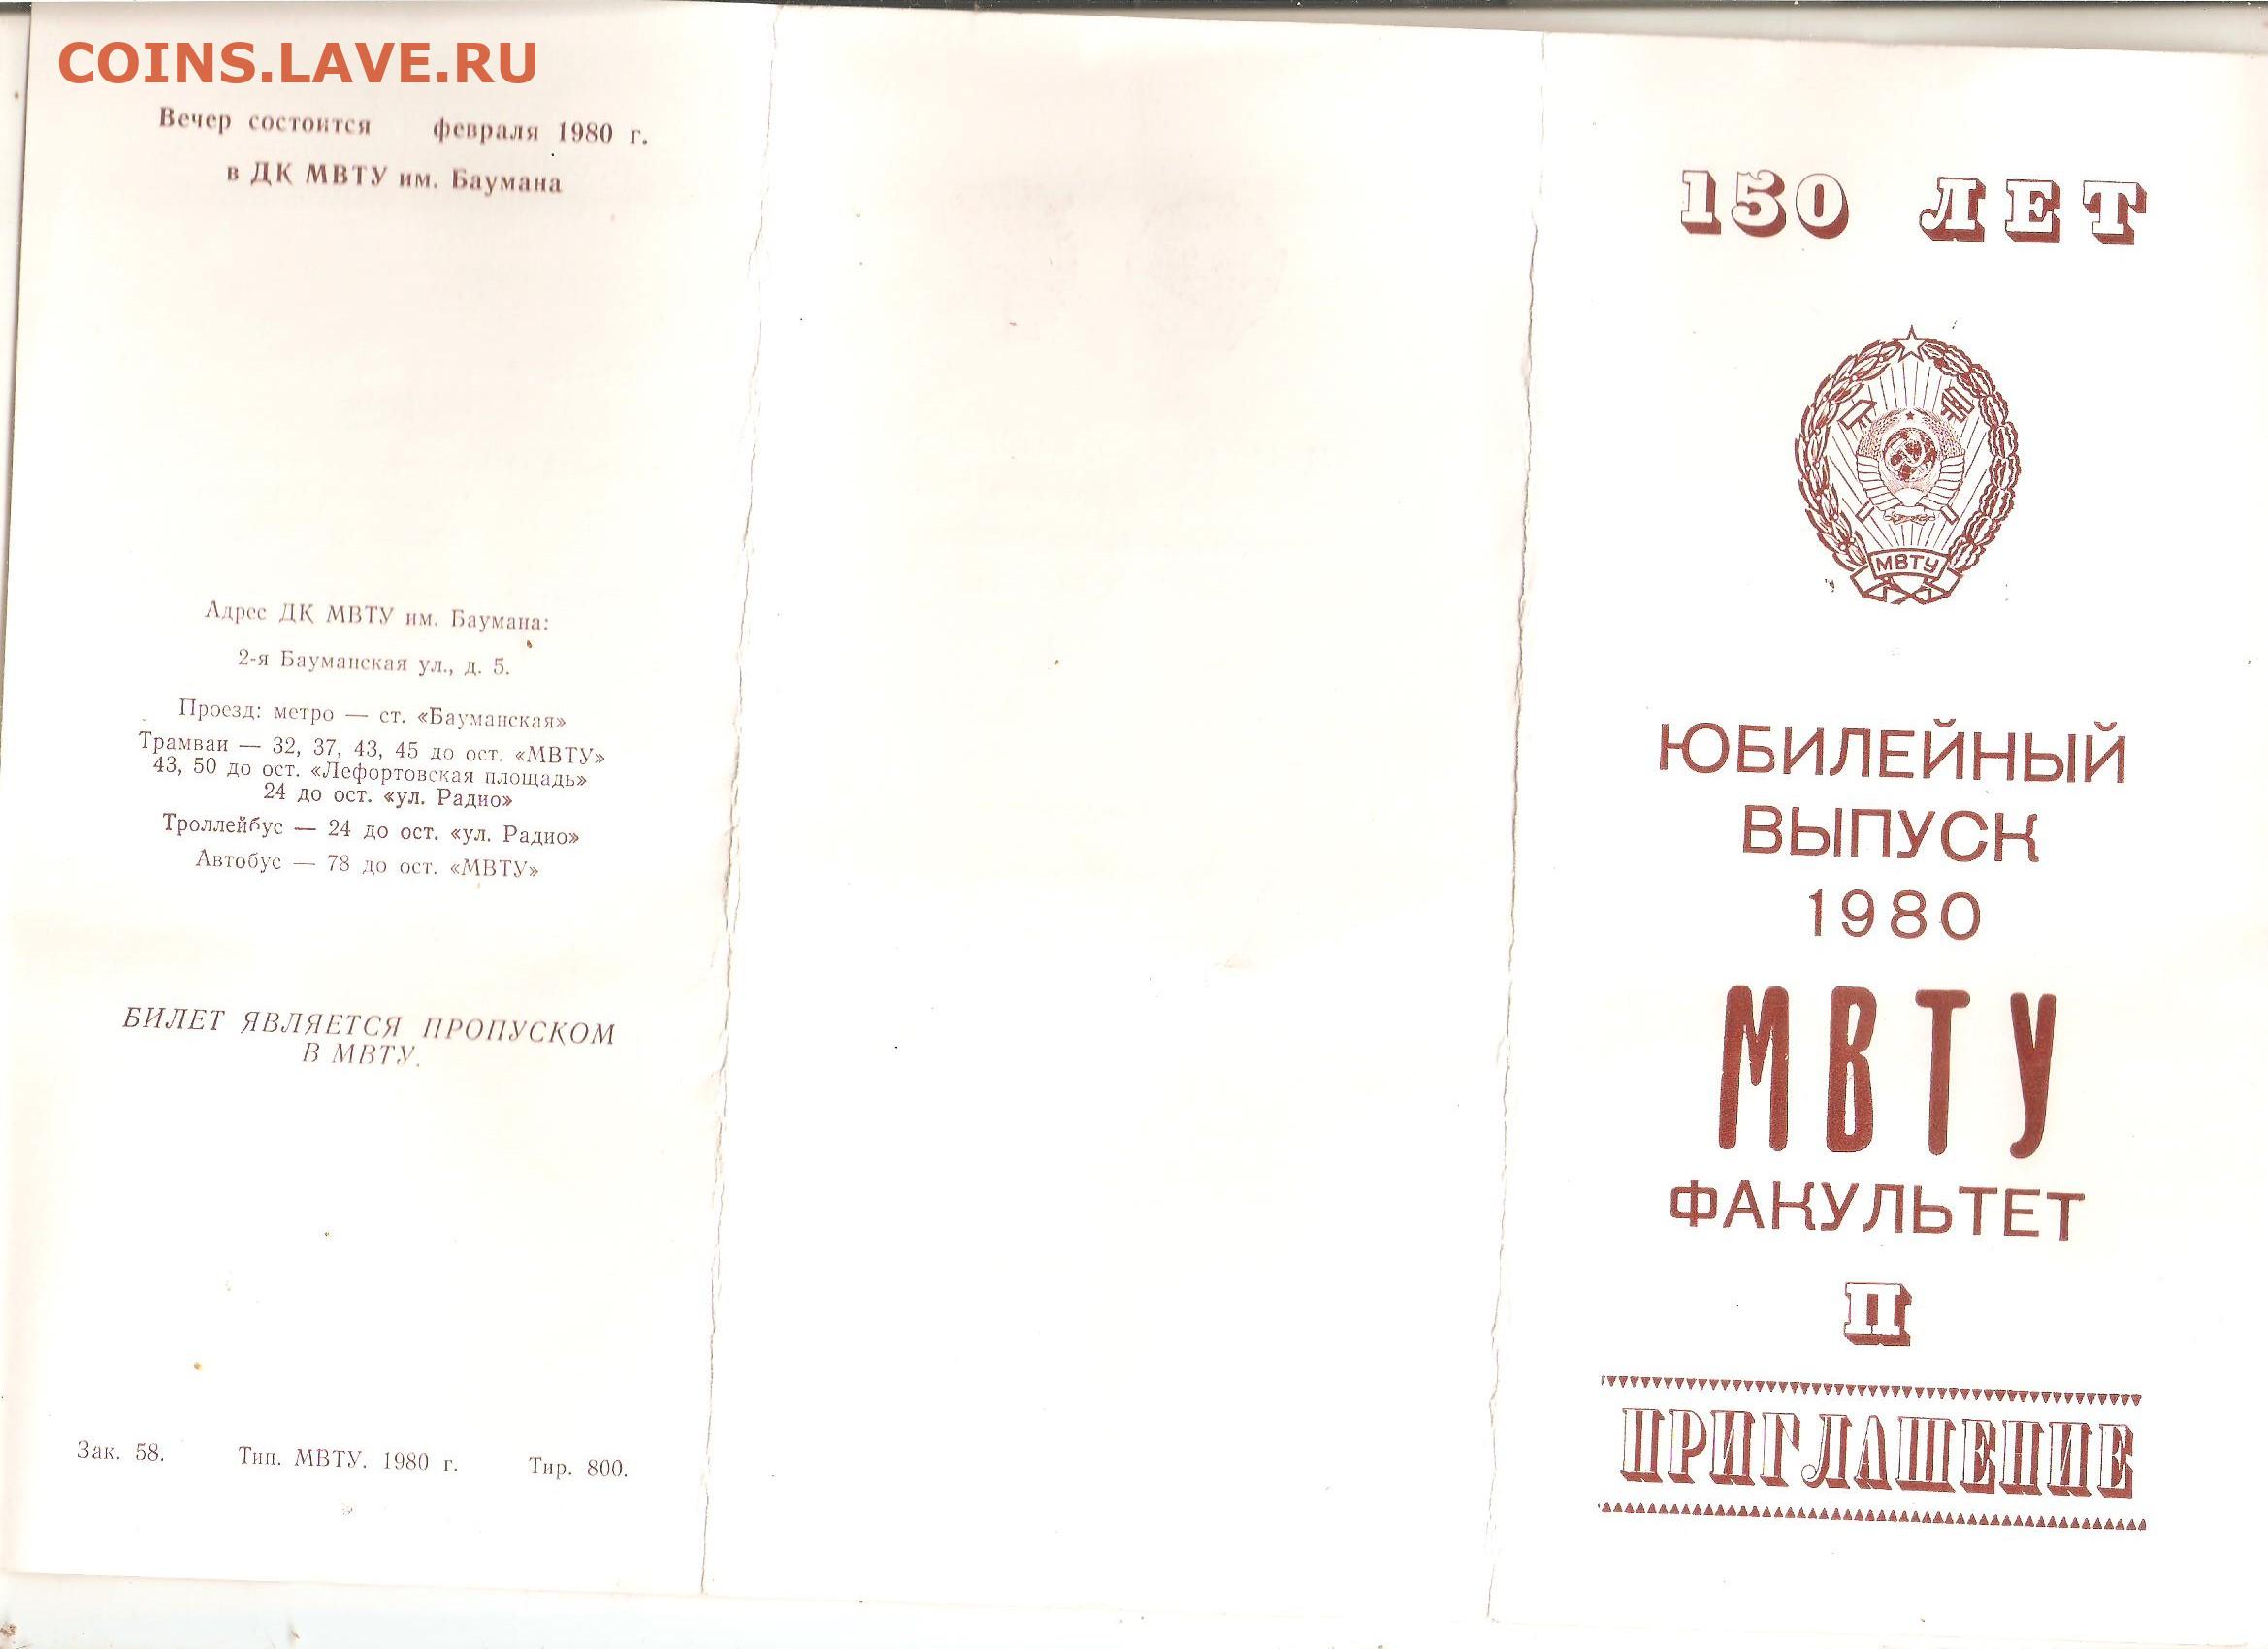 COINS.LAVE.RU
Вечер состоится февраля 1980 г.
в ДК МВТУ им. Баумана
Адрес ДК МВТУ им. Баумана:
2-я Бауманская ул., д. 5.
Проезд: метро — ст. «Бауманская»
Трамваи — 32, 37, 43, 45 до ост. «МВТУ»
43, 50 до ост. «Лефортовская площадь»
24 до ост. «ул. Радио»
Троллейбус — 24 до ост. «ул. Радио»
Автобус — 78 до ост. «МВТУ»
БИЛЕТ ЯВЛЯЕТСЯ ПРОПУСКОМ
В МВТУ.
Зак. 58. Тип. МВТУ. 1980 г. Тир. 800.
150 ЛЕТ
МВТУ
ЮБИЛЕЙНЫЙ
ВЫПУСК
1980
МВТУ
ФАКУЛЬТЕТ
П
ПРИГЛАШЕНИЕ